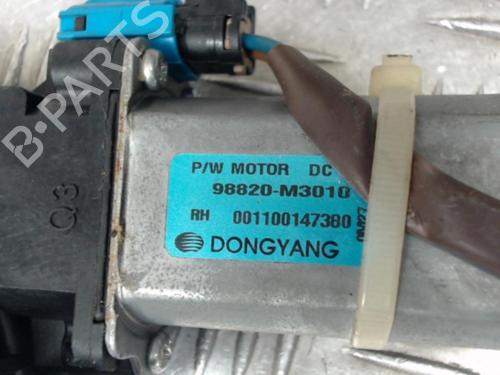 B-PARTS
P/W MOTOR DC
98820-M3010
RH 001100147380
DONGYANG
Q3